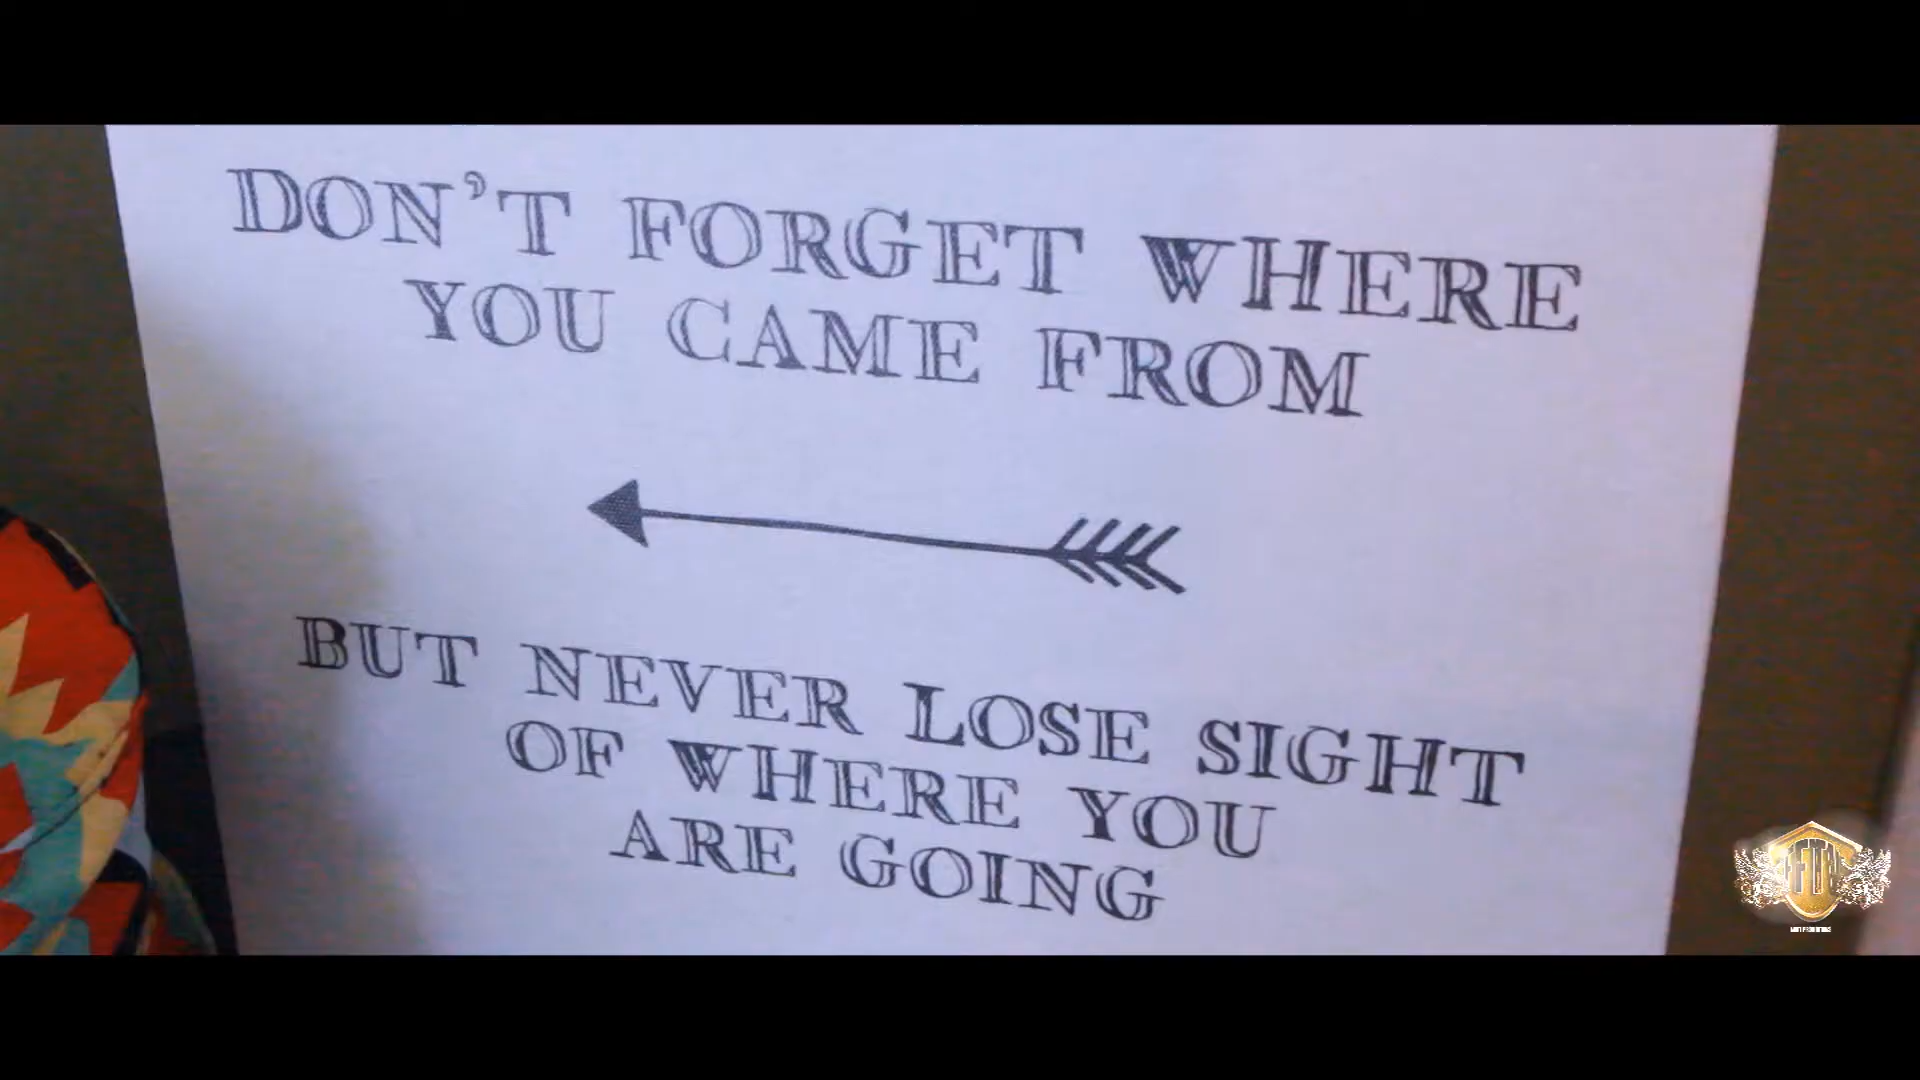 DON'T FORGET WHERE
YOU CAME FROM
BUT NEVER LOSE SIGHT
OF WHERE YOU
ARE GOING